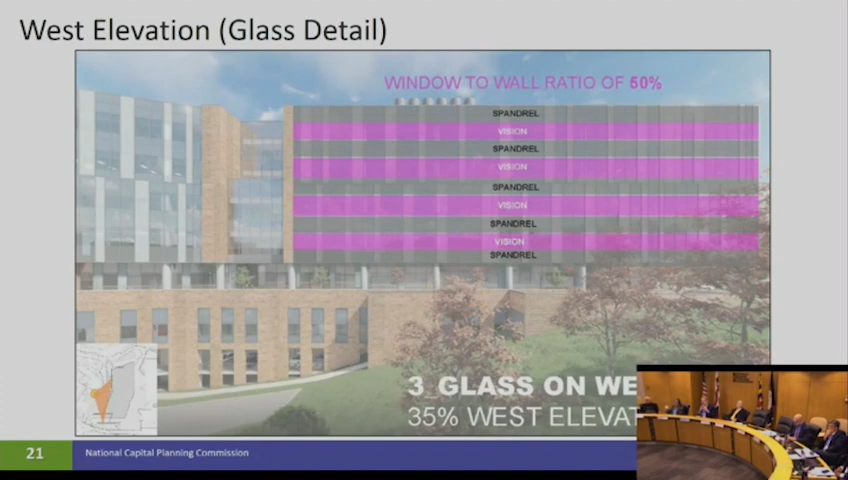 West Elevation (Glass Detail)
WINDOW TO WALL RATIO OF 50%
SPANDREL
VISION
SPANDREL
VISION
SPANDREL
VISION
SPANDREL
VISION
SPANDREL
3 GLASS ON WE
35% WEST ELEVAT
21 National Capital Planning Commission